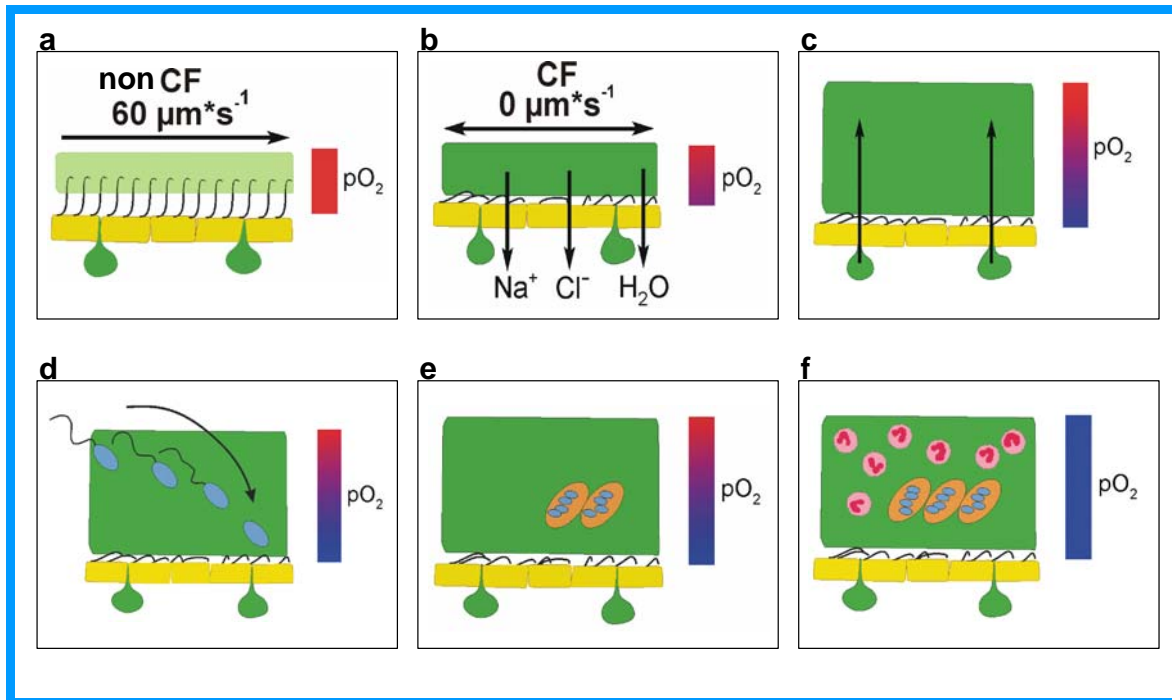 a
non CF
60 µm*s⁻¹
pO₂
b
CF
0 µm*s⁻¹
pO₂
Na⁺ Cl⁻ H₂O
c
pO₂
d
pO₂
e
pO₂
f
pO₂